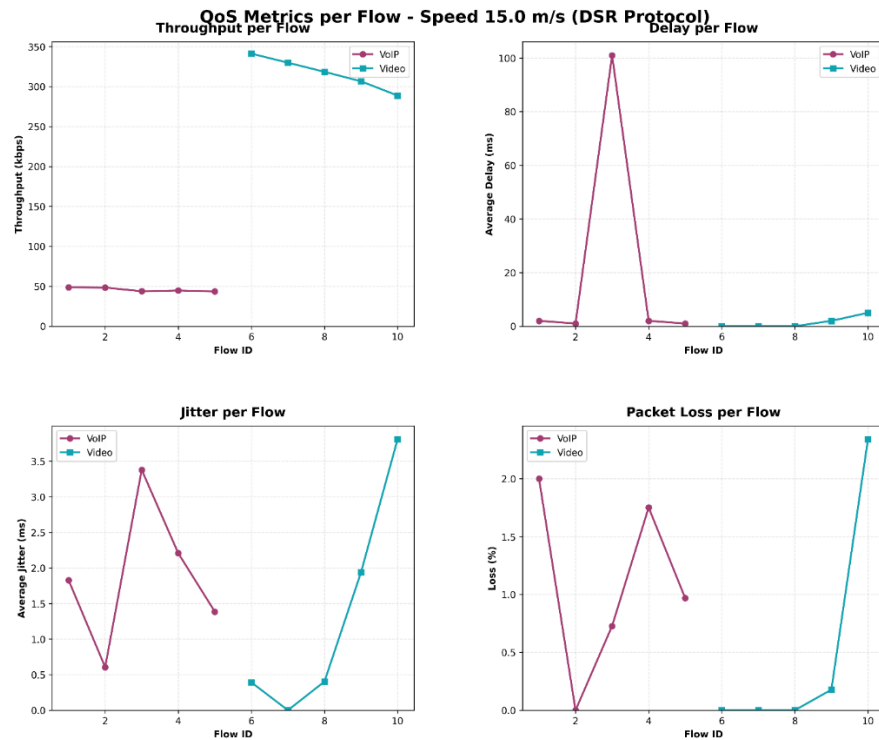 QoS Metrics per Flow - Speed 15.0 m/s (DSR Protocol)
Throughput per Flow
VoIP
Video
350
300
250
200
150
100
50
0
Throughput (kbps)
2
4
6
8
10
Flow ID
Delay per Flow
VoIP
Video
100
80
60
40
20
0
Average Delay (ms)
2
4
6
8
10
Flow ID
Jitter per Flow
VoIP
Video
3.5
3.0
2.5
2.0
1.5
1.0
0.5
0.0
Average Jitter (ms)
2
4
6
8
10
Flow ID
Packet Loss per Flow
VoIP
Video
2.0
1.5
1.0
0.5
0.0
Loss (%)
2
4
6
8
10
Flow ID